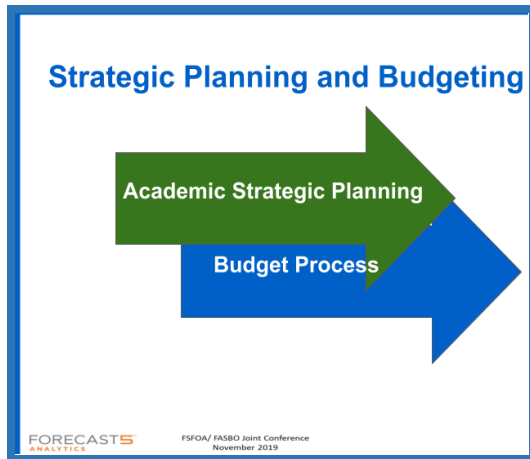 Strategic Planning and Budgeting
Academic Strategic Planning
Budget Process
FORECAST5
ANALYTICS
FSFOA/ FASBO Joint Conference
November 2019